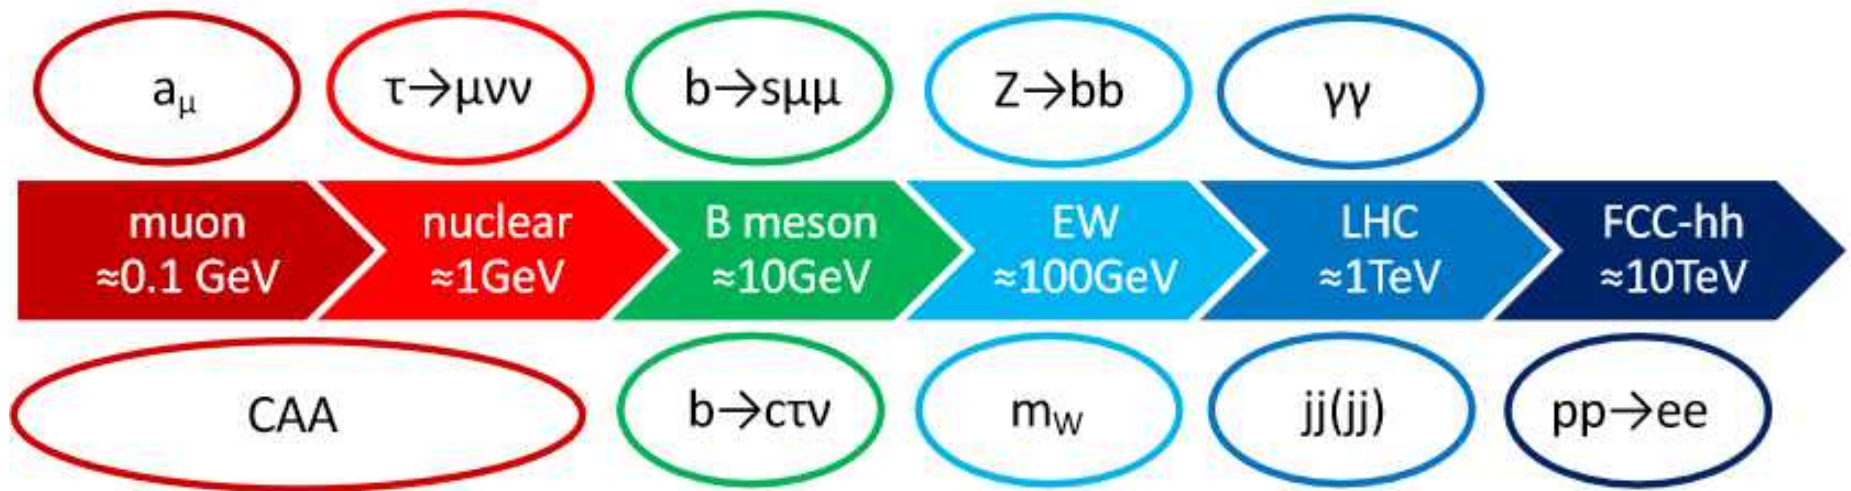 aμ
τ→μνν
b→sμμ
Z→bb
γγ
muon
≈0.1 GeV
nuclear
≈1GeV
B meson
≈10GeV
EW
≈100GeV
LHC
≈1TeV
FCC-hh
≈10TeV
CAA
b→cτν
mW
jj(jj)
pp→ee